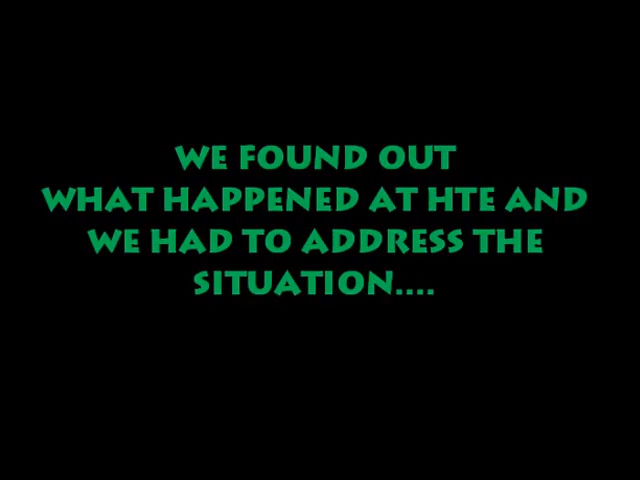 WE FOUND OUT
WHAT HAPPENED AT HTE AND
WE HAD TO ADDRESS THE
SITUATION....